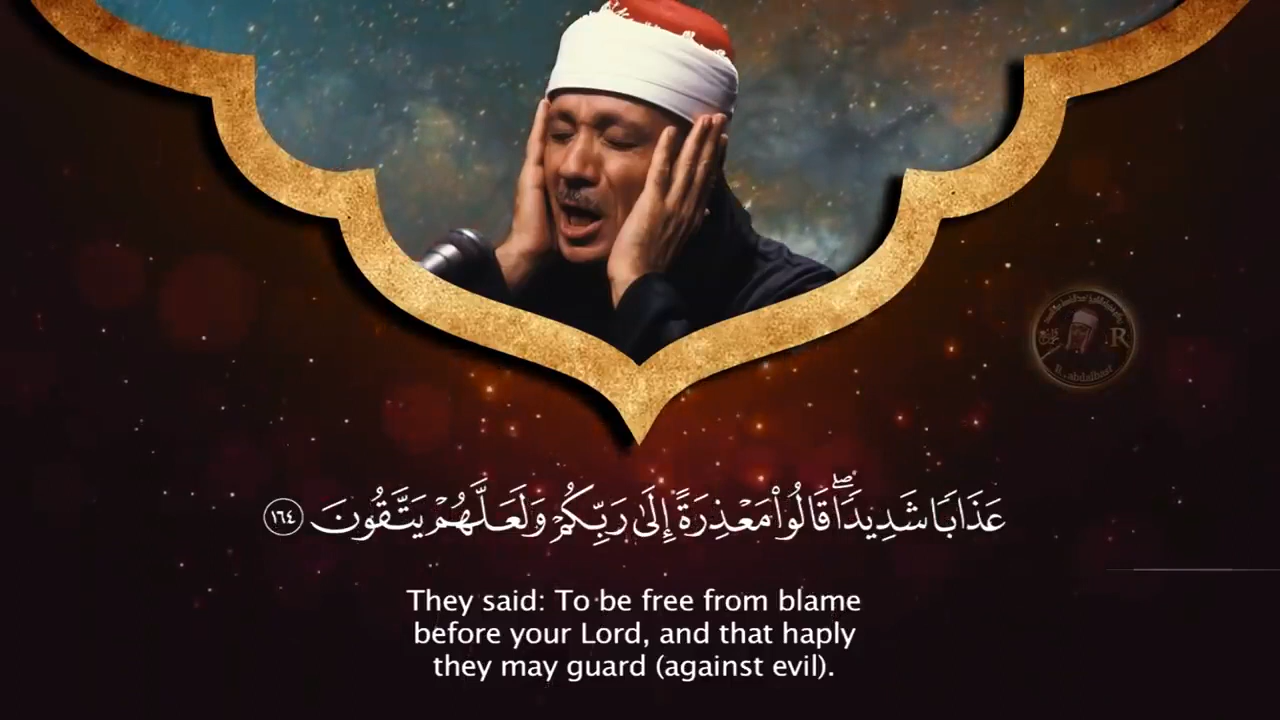 عَذَابًا شَدِيدًا ۖ قَالُوا۟ مَعْذِرَةً إِلَىٰ رَبِّكُمْ وَلَعَلَّهُمْ يَتَّقُونَ ١٦٤
R
R..abdalbast
They said: To be free from blame
before your Lord, and that haply
they may guard (against evil).